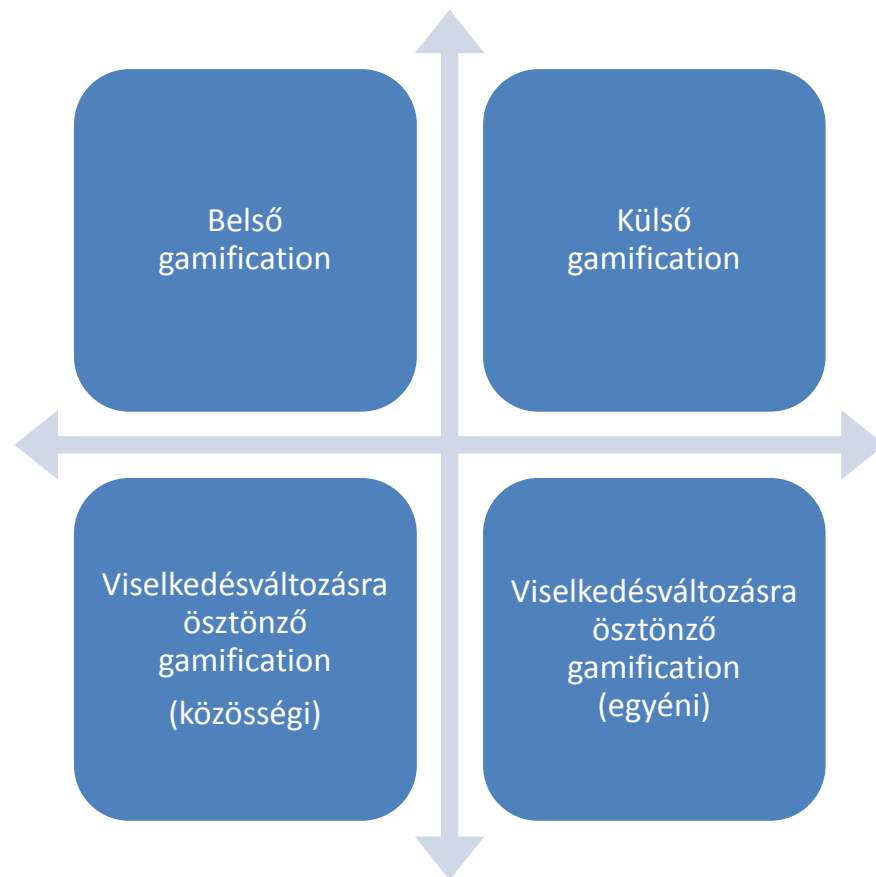 Belső
gamification
Külső
gamification
Viselkedésváltozásra
ösztönző
gamification
(közösségi)
Viselkedésváltozásra
ösztönző
gamification
(egyéni)